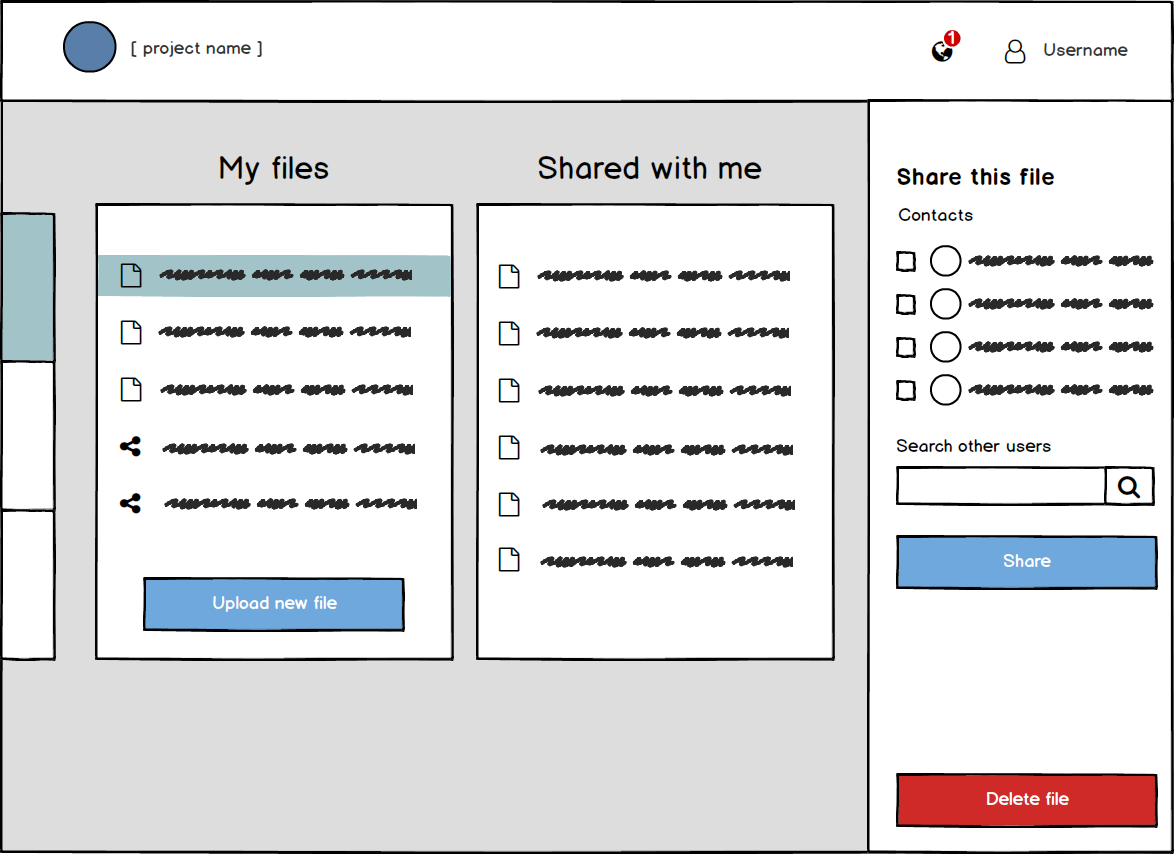 [ project name ]
1
Username
My files
Shared with me
Upload new file
Share this file
Contacts
Search other users
Share
Delete file